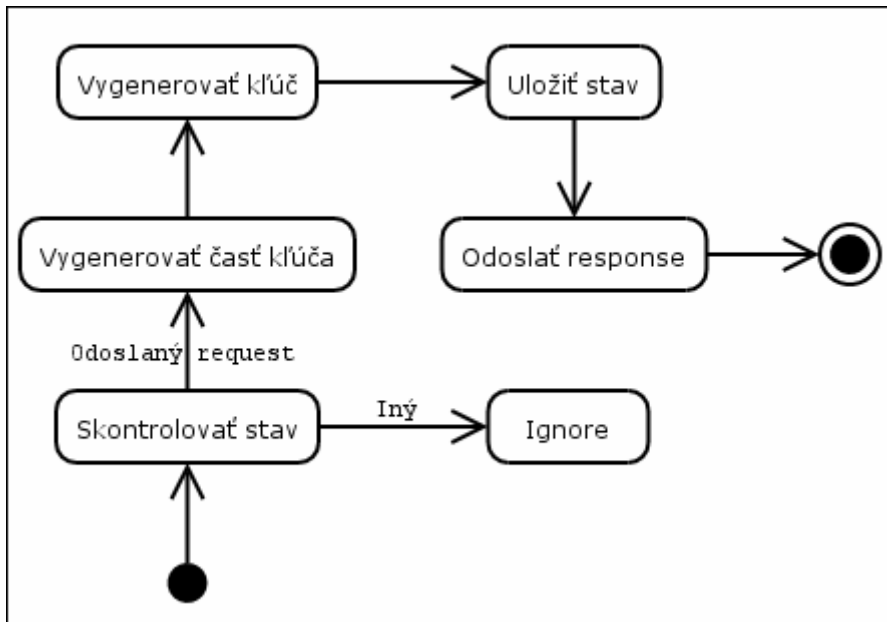 Vygenerovať kľúč
Uložiť stav
Vygenerovať časť kľúča
Odoslať response
Odoslaný request
Skontrolovať stav
Iný
Ignore